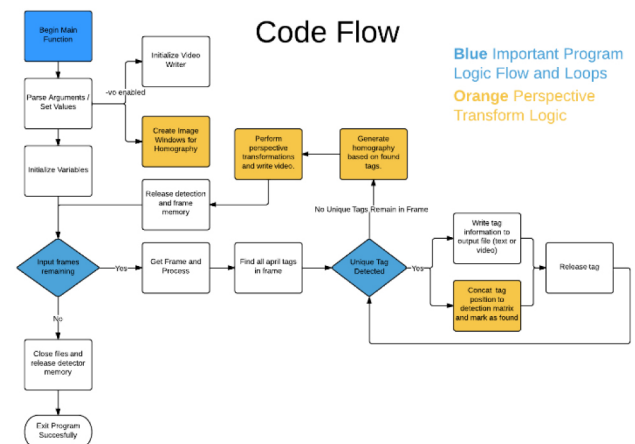 Code Flow
Blue Important Program
Logic Flow and Loops
Orange Perspective
Transform Logic
Begin Main
Function
Initialize Video
Writer
Parse Arguments /
Set Values
-vo enabled
Create Image
Windows for
Homography
Perform
perspective
transformations
and write video.
Generate
homography
based on found
tags.
Initialize Variables
Release detection
and frame
memory
No Unique Tags Remain in Frame
Write tag
information to
output file (text or
video)
Input frames
remaining
Yes
Get Frame and
Process
Find all april tags
in frame
Unique Tag
Detected
Yes
Release tag
Concat tag
position to
detection matrix
and mark as found
No
Close files and
release detector
memory
Exit Program
Succesfully